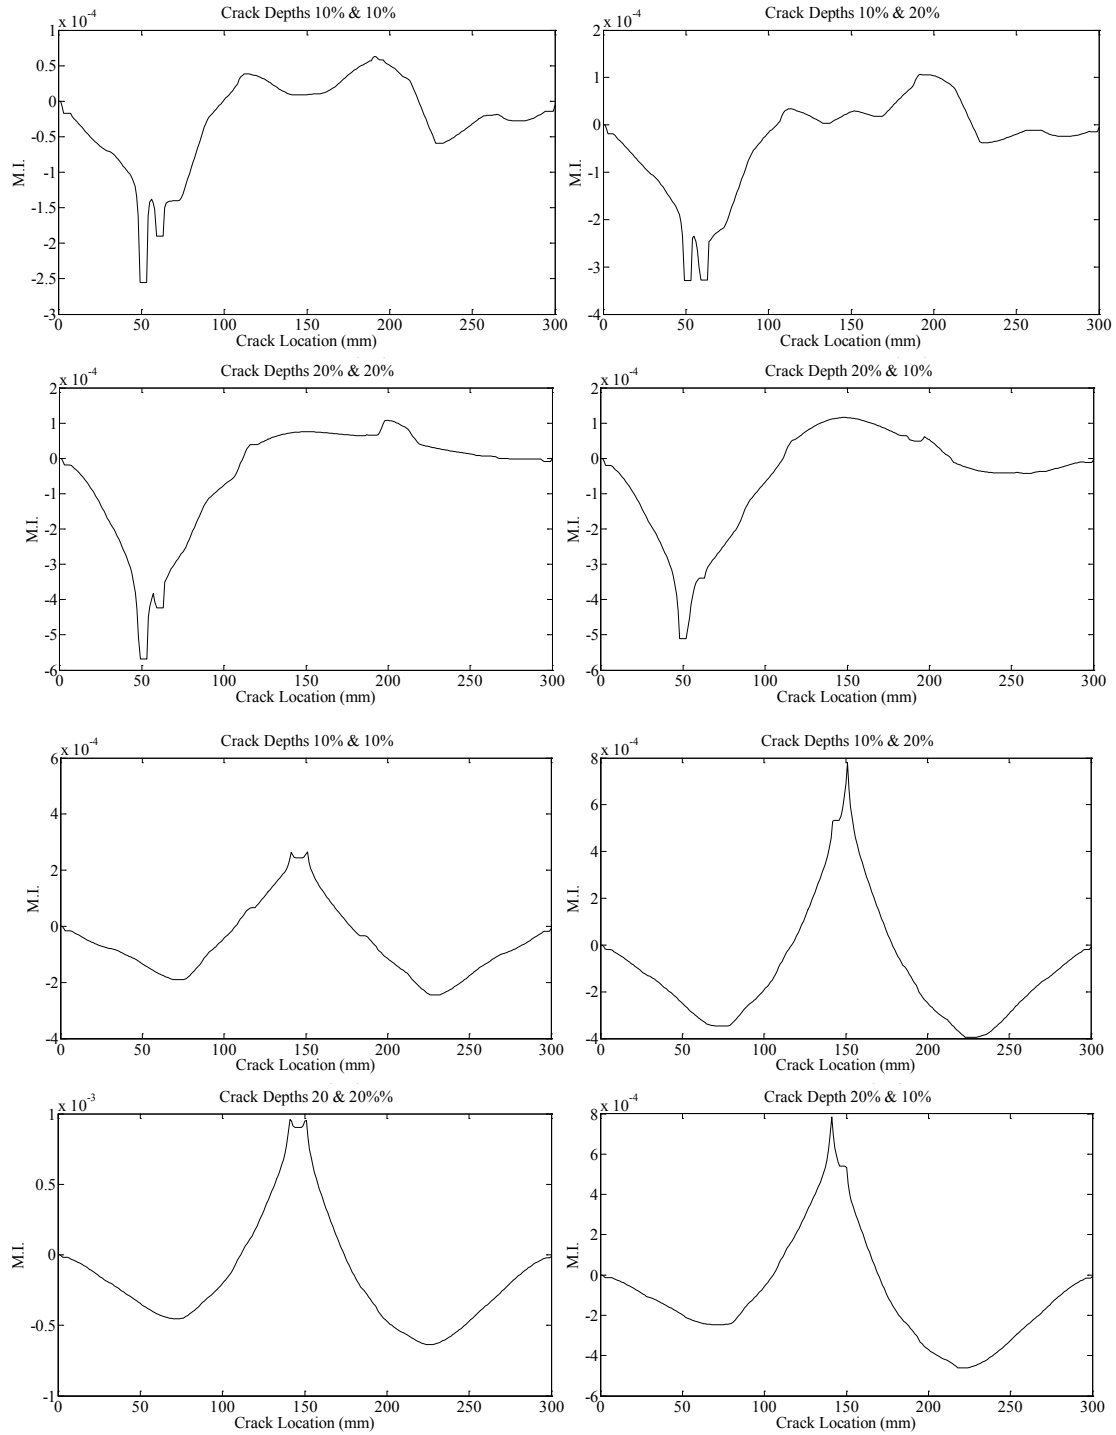 Crack Depths 10% & 10%
x 10-4
1
0.5
0
-0.5
-1
-1.5
-2
-2.5
-3
M.I.
0 50 100 150 200 250 300
Crack Location (mm)
Crack Depths 10% & 20%
x 10-4
2
1
0
-1
-2
-3
-4
M.I.
0 50 100 150 200 250 300
Crack Location (mm)
Crack Depths 20% & 20%
x 10-4
2
1
0
-1
-2
-3
-4
-5
-6
M.I.
0 50 100 150 200 250 300
Crack Location (mm)
Crack Depth 20% & 10%
x 10-4
2
1
0
-1
-2
-3
-4
-5
-6
M.I.
0 50 100 150 200 250 300
Crack Location (mm)
Crack Depths 10% & 10%
x 10-4
6
4
2
0
-2
-4
M.I.
0 50 100 150 200 250 300
Crack Location (mm)
Crack Depths 10% & 20%
x 10-4
8
6
4
2
0
-2
-4
M.I.
0 50 100 150 200 250 300
Crack Location (mm)
Crack Depths 20 & 20%%
x 10-3
1
0.5
0
-0.5
-1
M.I.
0 50 100 150 200 250 300
Crack Location (mm)
Crack Depth 20% & 10%
x 10-4
8
6
4
2
0
-2
-4
-6
M.I.
0 50 100 150 200 250 300
Crack Location (mm)